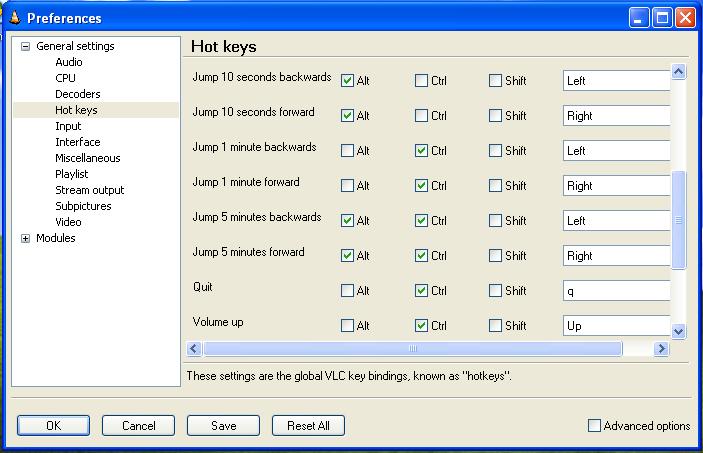 Preferences
General settings
Audio
CPU
Decoders
Hot keys
Input
Interface
Miscellaneous
Playlist
Stream output
Subpictures
Video
Modules
Hot keys
Jump 10 seconds backwards Alt Ctrl Shift Left
Jump 10 seconds forward Alt Ctrl Shift Right
Jump 1 minute backwards Alt Ctrl Shift Left
Jump 1 minute forward Alt Ctrl Shift Right
Jump 5 minutes backwards Alt Ctrl Shift Left
Jump 5 minutes forward Alt Ctrl Shift Right
Quit Alt Ctrl Shift q
Volume up Alt Ctrl Shift Up
These settings are the global VLC key bindings, known as "hotkeys".
OK Cancel Save Reset All Advanced options